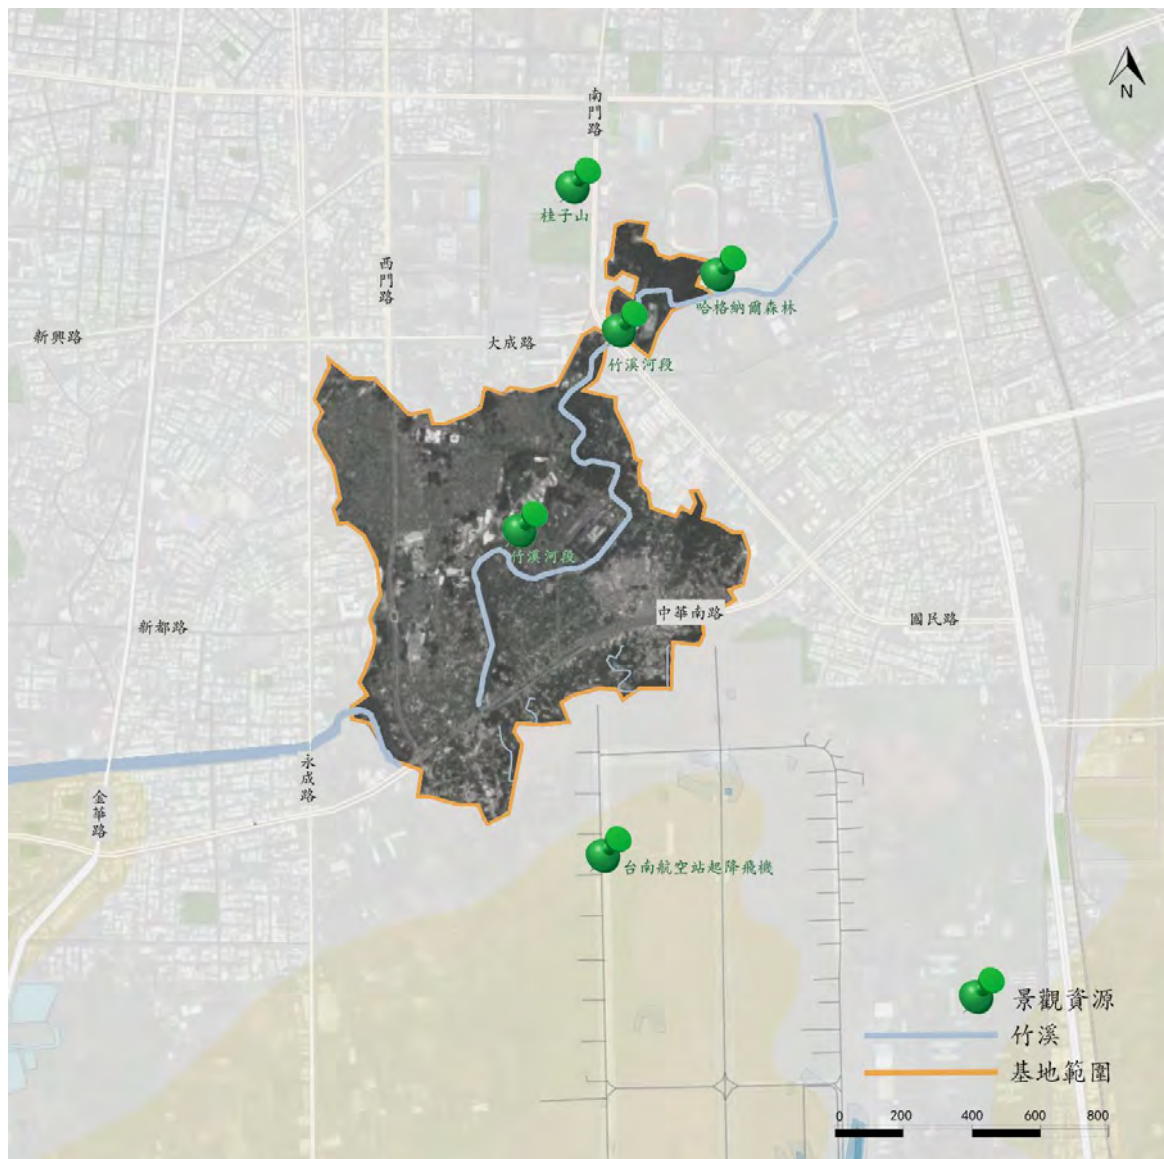 N
南門路
桂子山
西門路
哈格納爾森林
新興路
大成路
竹溪河段
竹溪河段
中華南路
國民路
新都路
永成路
金華路
台南航空站起降飛機
景觀資源
竹溪
基地範圍
0 200 400 600 800